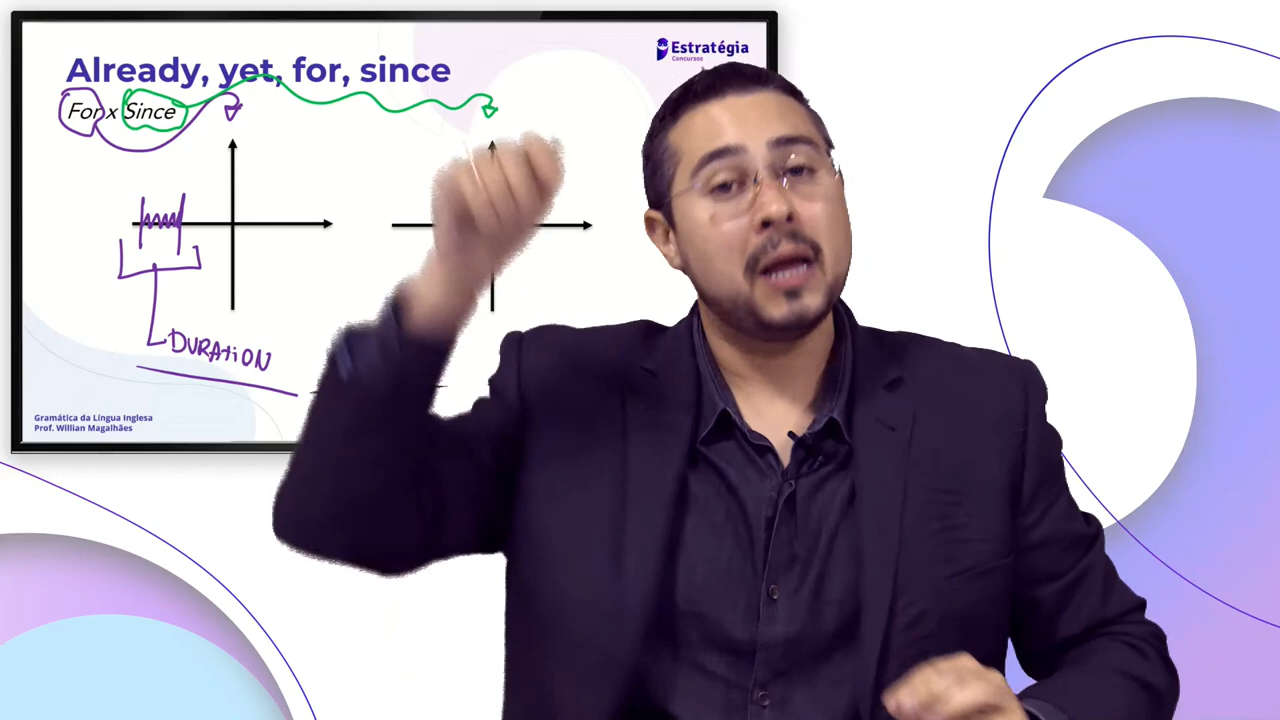 Already, yet, for, since
Estratégia
Concursos
For x Since
DURATION
Gramática da Língua Inglesa
Prof. Willian Magalhães